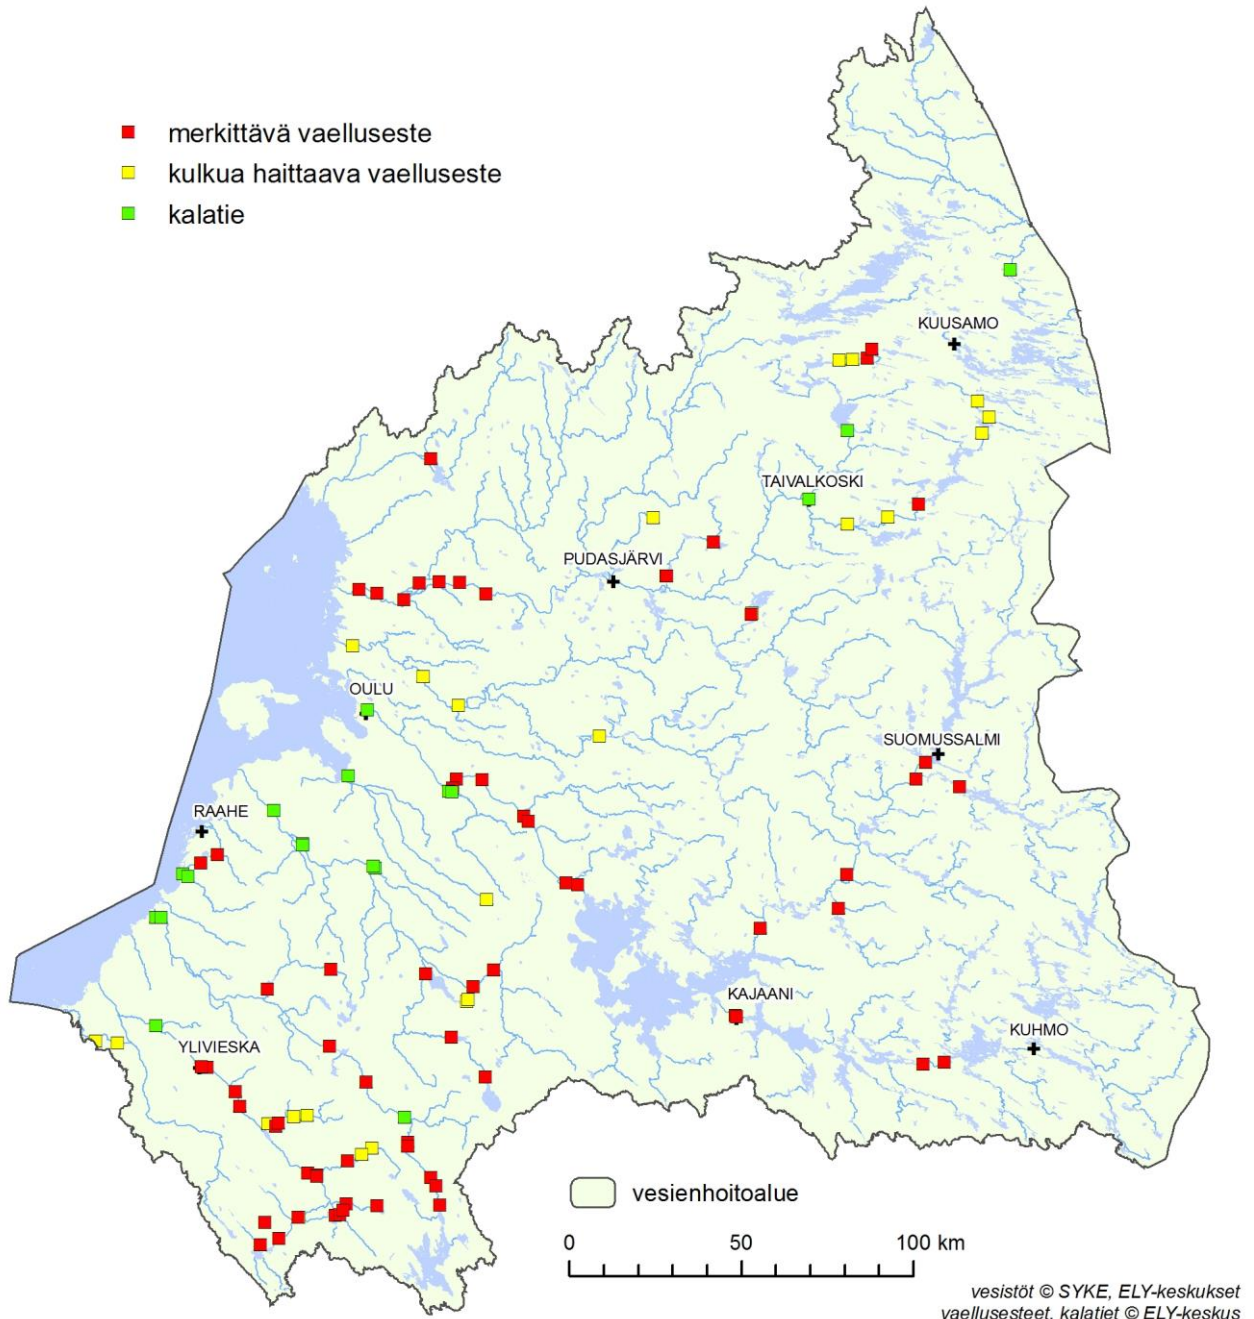 merkittävä vaelluseste
kulkua haittaava vaelluseste
kalatie
KUUSAMO
TAIVALKOSKI
PUDASJÄRVI
OULU
SUOMUSSALMI
RAAHE
KAJAANI
KUHMO
YLIVIESKA
vesienhoitoalue
0 50 100 km
vesistöt © SYKE, ELY-keskukset
vaellusesteet, kalatiet © ELY-keskus